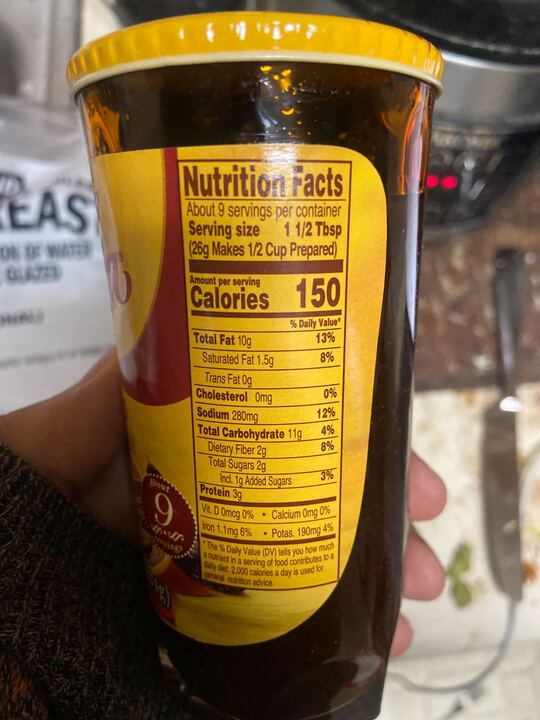 Nutrition Facts
About 9 servings per container
Serving size 1 1/2 Tbsp
(26g Makes 1/2 Cup Prepared)
Amount per serving
Calories 150
% Daily Value*
Total Fat 10g 13%
Saturated Fat 1.5g 8%
Trans Fat 0g
Cholesterol 0mg 0%
Sodium 280mg 12%
Total Carbohydrate 11g 4%
Dietary Fiber 2g 8%
Total Sugars 2g
Incl. 1g Added Sugars 3%
Protein 3g
Vit. D 0mcg 0% • Calcium 0mg 0%
Iron 1.1mg 6% • Potas. 190mg 4%
* The % Daily Value (DV) tells you how much
a nutrient in a serving of food contributes to a
daily diet. 2,000 calories a day is used for
general nutrition advice.
About
9
EAS
OF WATER
GLAZED